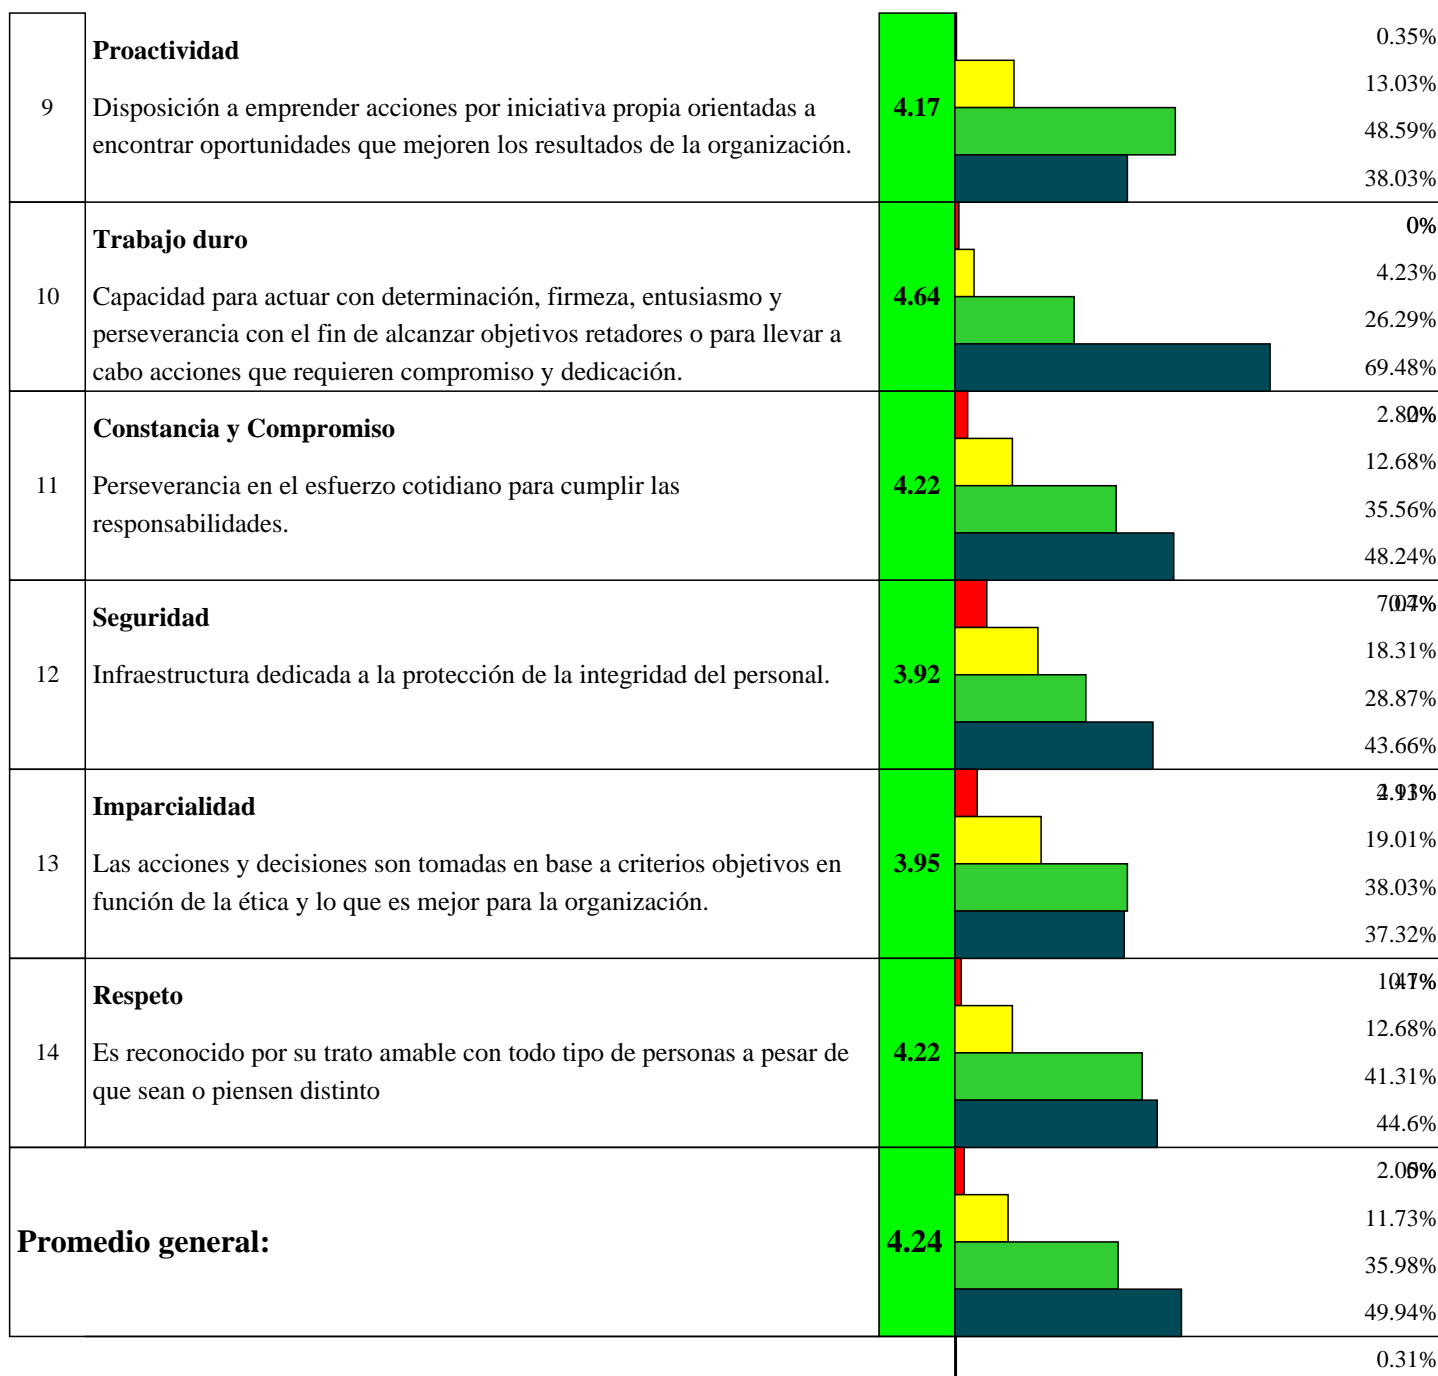 Proactividad
9
Disposición a emprender acciones por iniciativa propia orientadas a
encontrar oportunidades que mejoren los resultados de la organización.
4.17
0.35%
13.03%
48.59%
38.03%
Trabajo duro
10
Capacidad para actuar con determinación, firmeza, entusiasmo y
perseverancia con el fin de alcanzar objetivos retadores o para llevar a
cabo acciones que requieren compromiso y dedicación.
4.64
4.23%
26.29%
69.48%
Constancia y Compromiso
11
Perseverancia en el esfuerzo cotidiano para cumplir las
responsabilidades.
4.22
12.68%
35.56%
48.24%
Seguridad
12
Infraestructura dedicada a la protección de la integridad del personal.
3.92
18.31%
28.87%
43.66%
Imparcialidad
13
Las acciones y decisiones son tomadas en base a criterios objetivos en
función de la ética y lo que es mejor para la organización.
3.95
19.01%
38.03%
37.32%
Respeto
14
Es reconocido por su trato amable con todo tipo de personas a pesar de
que sean o piensen distinto
4.22
12.68%
41.31%
44.6%
Promedio general:
4.24
11.73%
35.98%
49.94%
0.31%